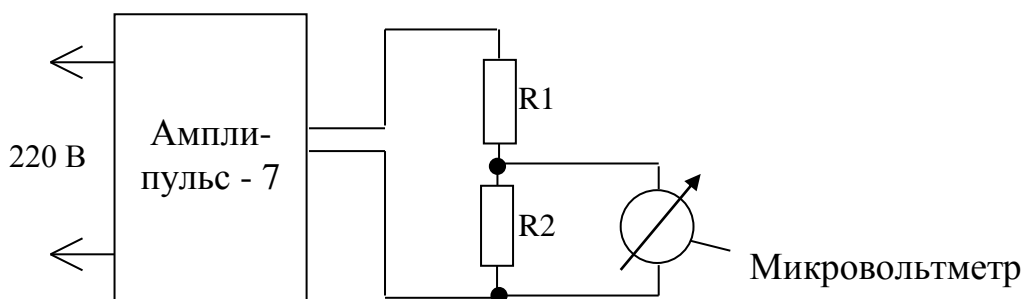 220 В
Ампли-
пульс - 7
R1
R2
Микровольтметр